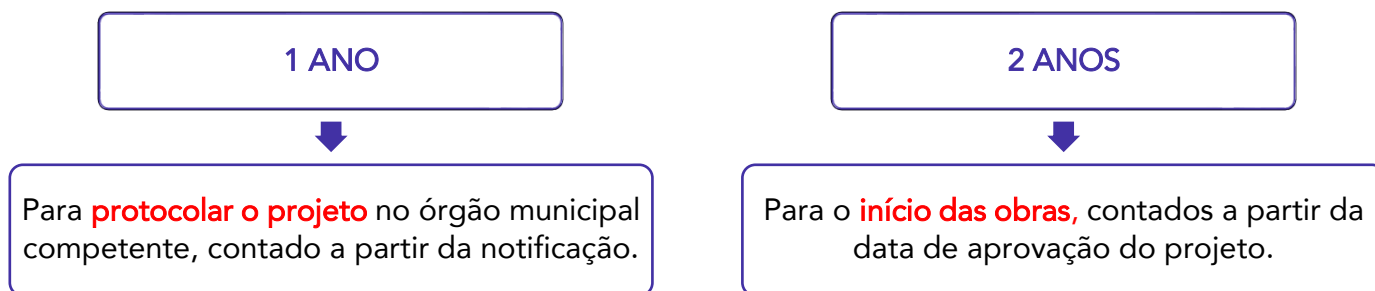 1 ANO
Para protocolar o projeto no órgão municipal
competente, contado a partir da notificação.
2 ANOS
Para o início das obras, contados a partir da
data de aprovação do projeto.